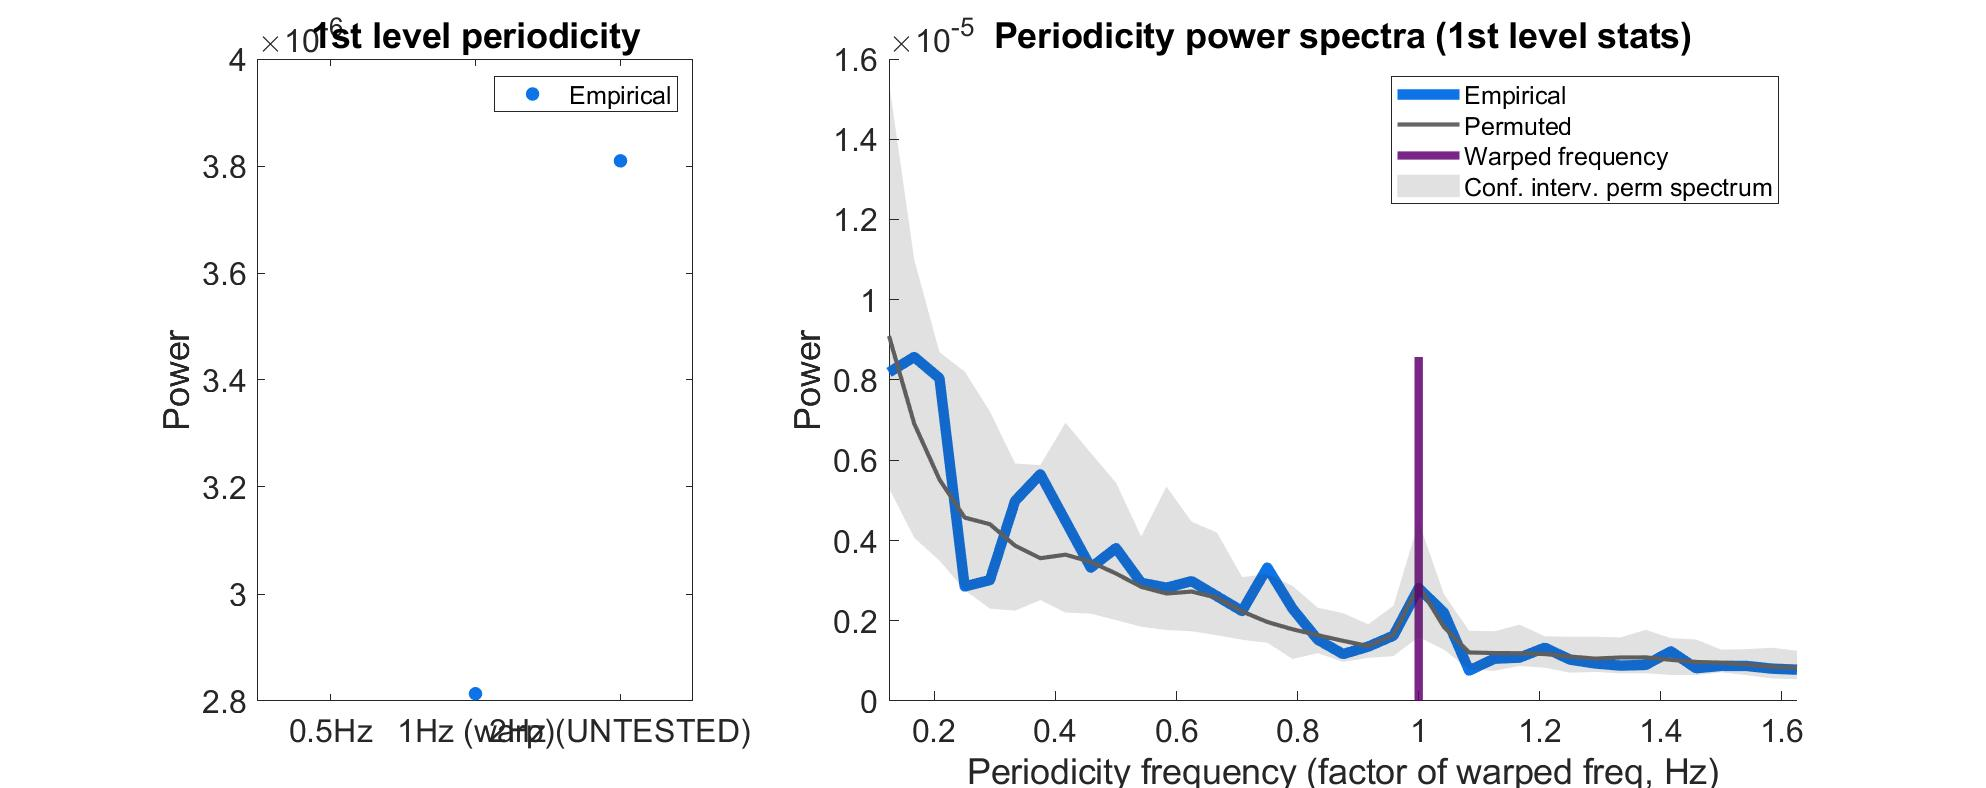 1st level periodicity
×10-6
4
3.8
3.6
3.4
3.2
3
2.8
Power
Empirical
0.5Hz
1Hz (warp)
2Hz (UNTESTED)
Periodicity power spectra (1st level stats)
×10-5
1.6
1.4
1.2
1
0.8
0.6
0.4
0.2
0
Power
Empirical
Permuted
Warped frequency
Conf. interv. perm spectrum
0.2 0.4 0.6 0.8 1 1.2 1.4 1.6
Periodicity frequency (factor of warped freq, Hz)